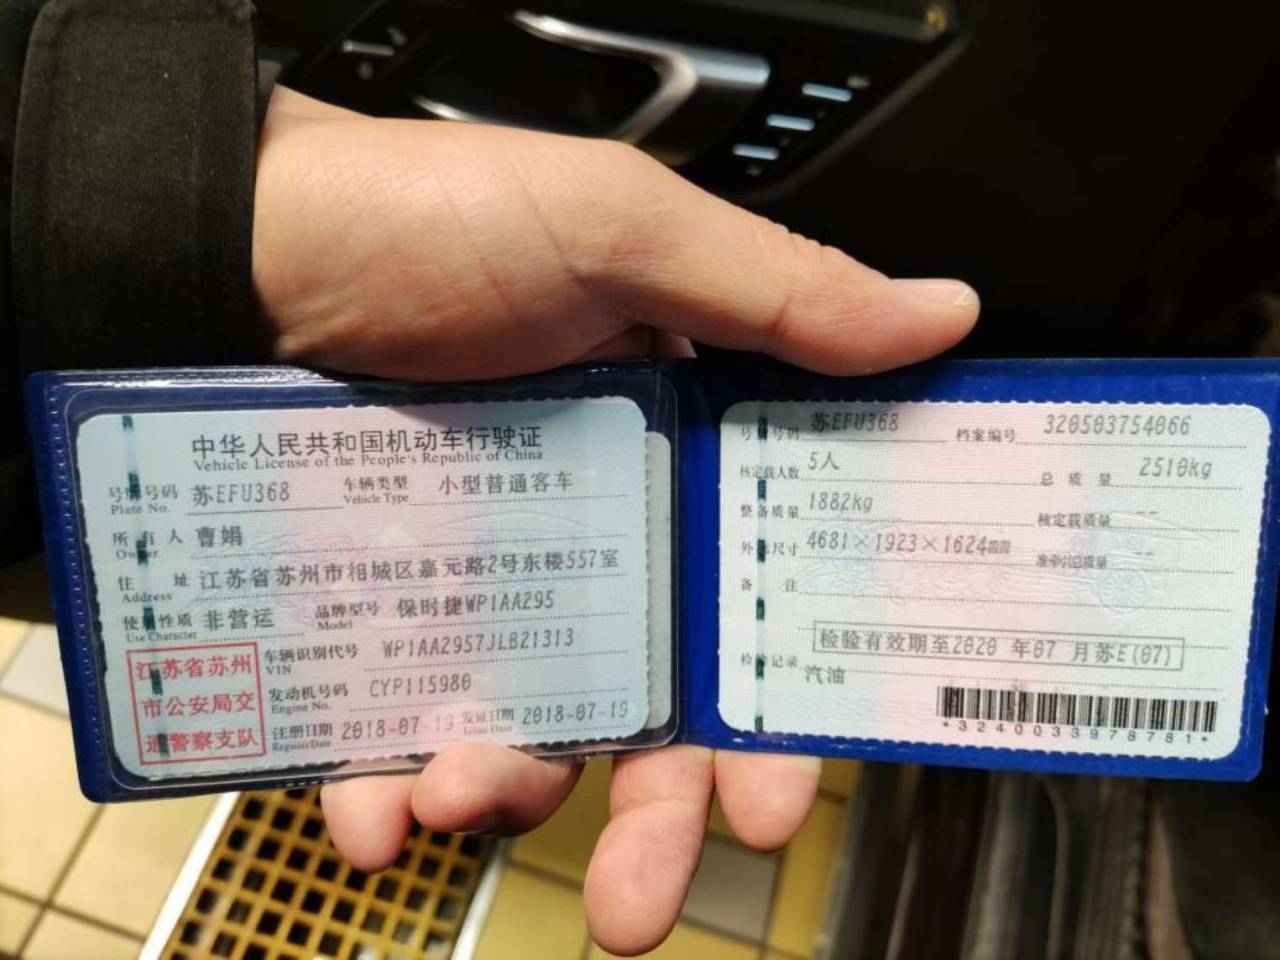 中华人民共和国机动车行驶证
Vehicle License of the People's Republic of China
号牌号码 苏EFU368 车辆类型 小型普通客车
Plate No. Vehicle Type
所有人 曹娟
Owner
住址 江苏省苏州市相城区嘉元路2号东楼557室
Address
使用性质 非营运 品牌型号 保时捷WP1AA295
Use Character Model
江苏省苏州
市公安局交
通警察支队
车辆识别代号 WP1AA2957JLB21313
VIN
发动机号码 CYP115980
Engine No.
注册日期 2018-07-19 发证日期 2018-07-19
Register Date Issue Date
号牌号码 苏EFU368 档案编号 320503754066
核定载人数 5人 总质量 2510kg
整备质量 1882kg 核定载质量 --
外廓尺寸 4681×1923×1624mm 准牵引总质量 --
备注
检验有效期至2020年07月苏E(07)
检验记录
汽油
*3240033978781*